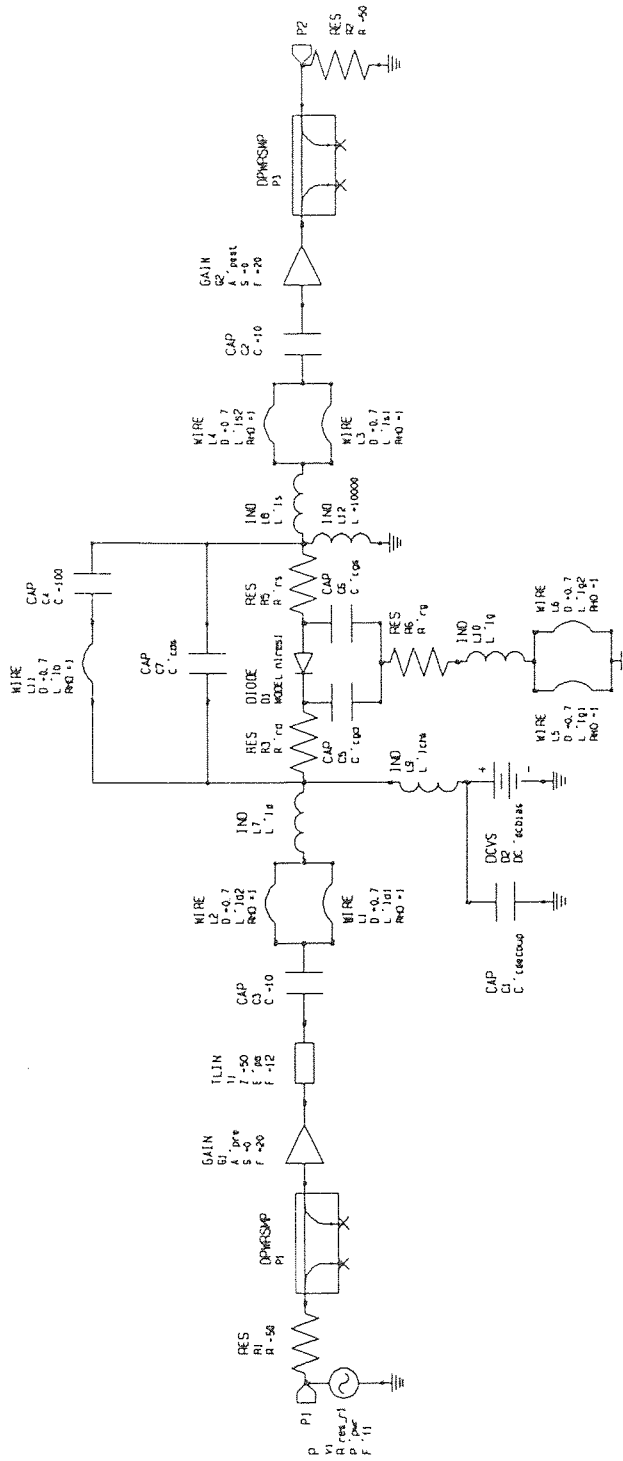 P1
P
V1
R res_r1
P ^pwr
F ^f1
RES
R1
R =50
DPWRSMP
P1
GAIN
G1
A ^pre
S =0
F =20
TLIN
T1
Z =50
E ^pa
F =12
CAP
C3
C =10
WIRE
L2
D =0.7
L ^ld2
RHO =1
WIRE
L1
D =0.7
L ^ld1
RHO =1
IND
L7
L ^ld
CAP
C1
C ^cdecoup
DCVS
B2
DC ^dcbias
+
-
IND
L9
L ^lchk
WIRE
L11
D =0.7
L ^lb
RHO =1
CAP
C4
C =100
CAP
C7
C ^cds
RES
R3
R ^rd
DIODE
D1
MODEL mlres1
RES
R5
R ^rs
CAP
C5
C ^cgd
CAP
C6
C ^cgs
RES
R6
R ^rg
IND
L10
L ^lg
WIRE
L5
D =0.7
L ^lg1
RHO =1
WIRE
L6
D =0.7
L ^lg2
RHO =1
IND
L8
L ^ls
IND
L12
L =10000
WIRE
L4
D =0.7
L ^ls2
RHO =1
WIRE
L3
D =0.7
L ^ls1
RHO =1
CAP
C2
C =10
GAIN
G2
A ^post
S =0
F =20
DPWRSMP
P3
P2
RES
R2
R =50